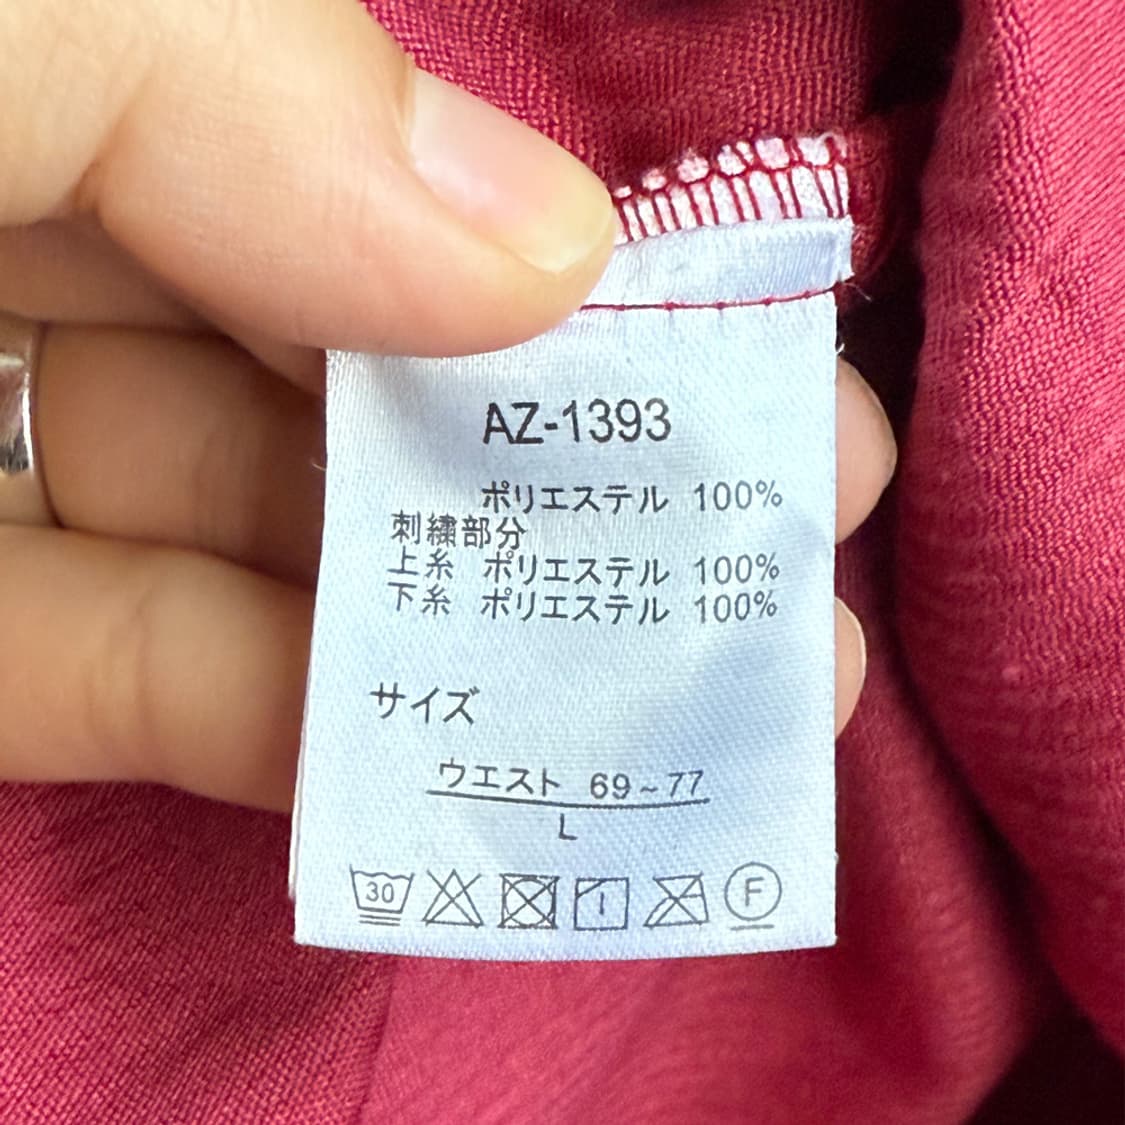 AZ-1393
ポリエステル 100%
刺繍部分
上糸 ポリエステル 100%
下糸 ポリエステル 100%
サイズ
ウエスト 69~77
L
30 F